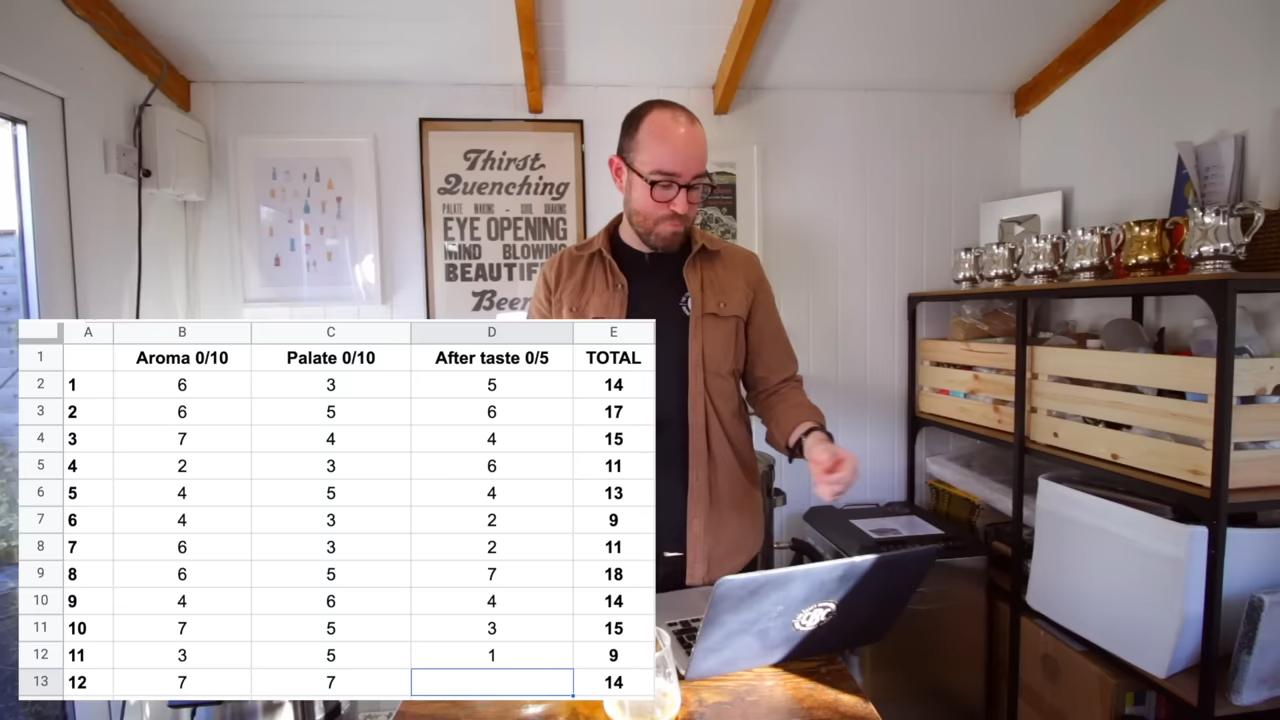 Thirst
Quenching
PALATE WAKING - SOUL SHAKING
EYE OPENING
MIND BLOWING
BEAUTIF
Beer
A B C D E
1 Aroma 0/10 Palate 0/10 After taste 0/5 TOTAL
2 1 6 3 5 14
3 2 6 5 6 17
4 3 7 4 4 15
5 4 2 3 6 11
6 5 4 5 4 13
7 6 4 3 2 9
8 7 6 3 2 11
9 8 6 5 7 18
10 9 4 6 4 14
11 10 7 5 3 15
12 11 3 5 1 9
13 12 7 7 14